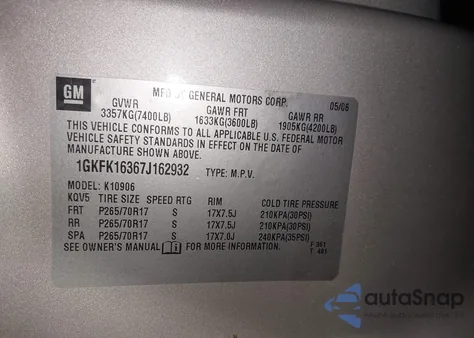 GM
MFG BY GENERAL MOTORS CORP. 05/06
GVWR GAWR FRT GAWR RR
3357KG(7400LB) 1633KG(3600LB) 1905KG(4200LB)
THIS VEHICLE CONFORMS TO ALL APPLICABLE U.S. FEDERAL MOTOR
VEHICLE SAFETY STANDARDS IN EFFECT ON THE DATE OF
MANUFACTURE SHOWN ABOVE.
1GKFK16367J162932 TYPE: M.P.V.
MODEL: K10906
KQV5 TIRE SIZE SPEED RTG RIM COLD TIRE PRESSURE
FRT P265/70R17 S 17X7.5J 210KPA(30PSI)
RR P265/70R17 S 17X7.5J 210KPA(30PSI)
SPA P265/70R17 S 17X7.0J 240KPA(35PSI)
SEE OWNER'S MANUAL FOR MORE INFORMATION.
F 361
T 461
autoSnap